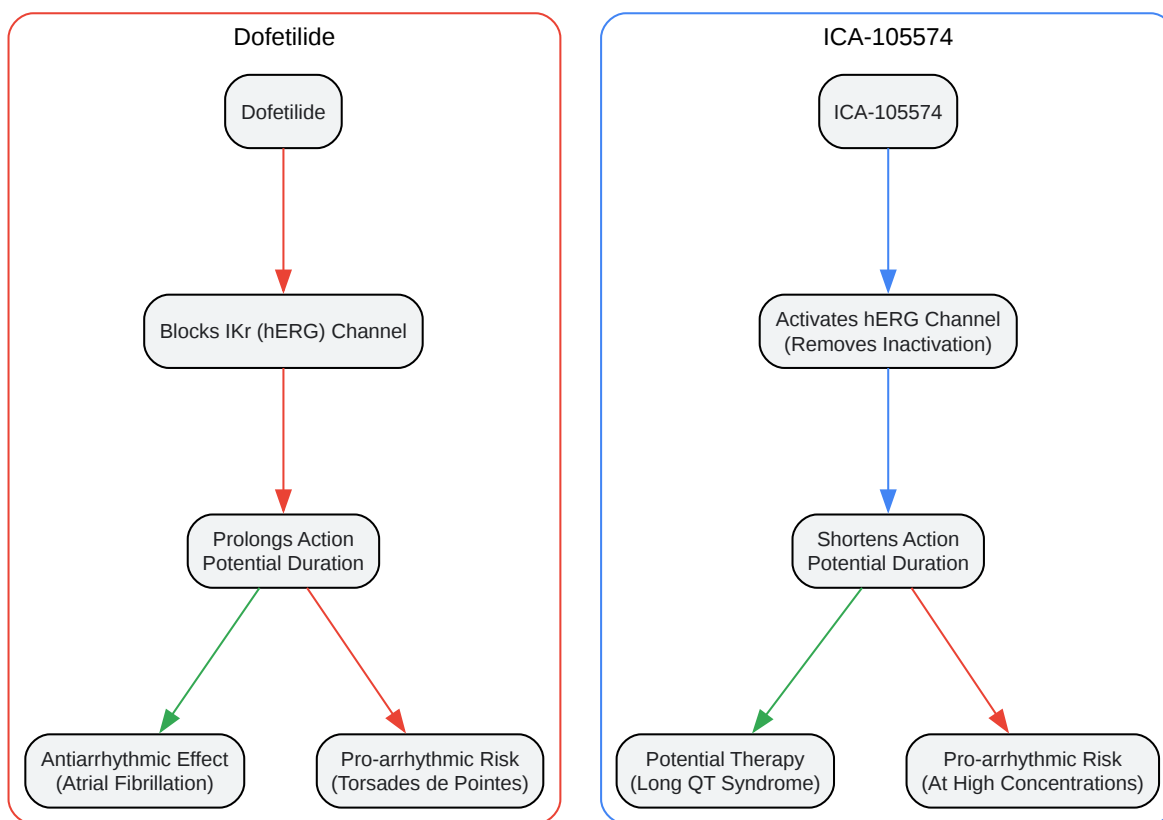 Dofetilide
Dofetilide
Blocks IKr (hERG) Channel
Prolongs Action
Potential Duration
Antiarrhythmic Effect
(Atrial Fibrillation)
Pro-arrhythmic Risk
(Torsades de Pointes)
ICA-105574
ICA-105574
Activates hERG Channel
(Removes Inactivation)
Shortens Action
Potential Duration
Potential Therapy
(Long QT Syndrome)
Pro-arrhythmic Risk
(At High Concentrations)